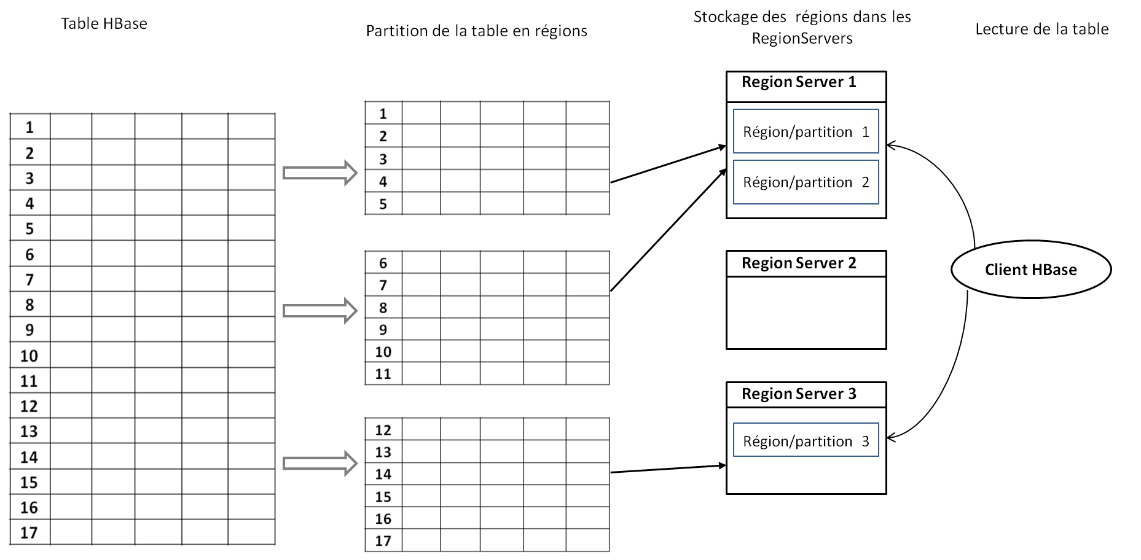 Table HBase
Partition de la table en régions
Stockage des régions dans les
RegionServers
Lecture de la table
1
2
3
4
5
6
7
8
9
10
11
12
13
14
15
16
17
1
2
3
4
5
6
7
8
9
10
11
12
13
14
15
16
17
Region Server 1
Région/partition 1
Région/partition 2
Region Server 2
Region Server 3
Région/partition 3
Client HBase